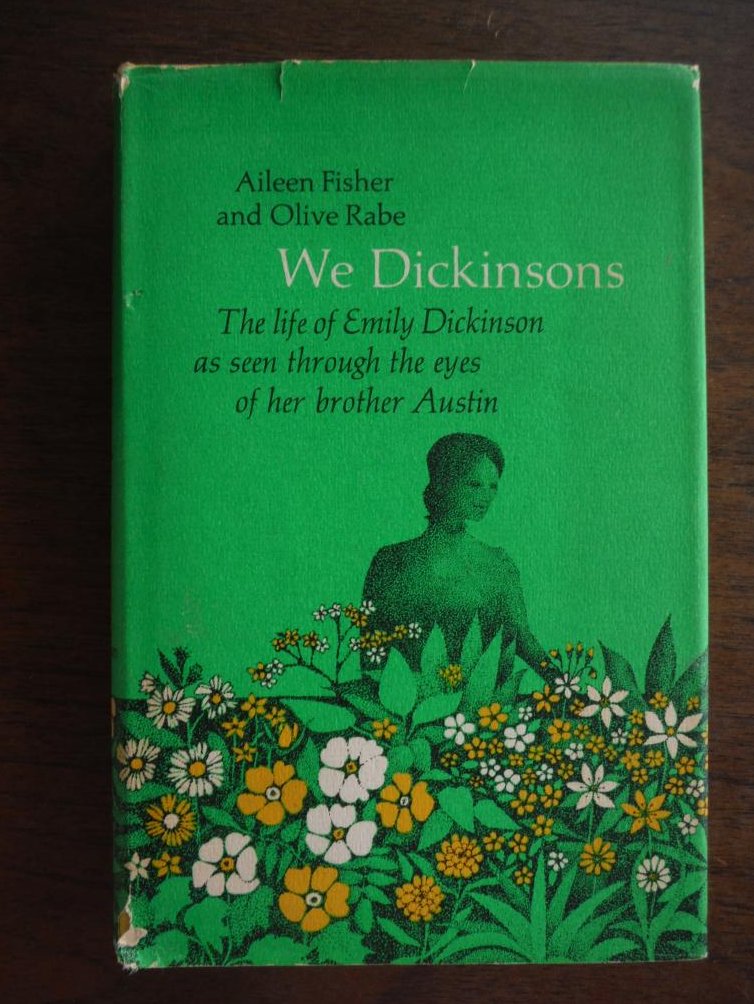 Aileen Fisher
and Olive Rabe
We Dickinsons
The life of Emily Dickinson
as seen through the eyes
of her brother Austin